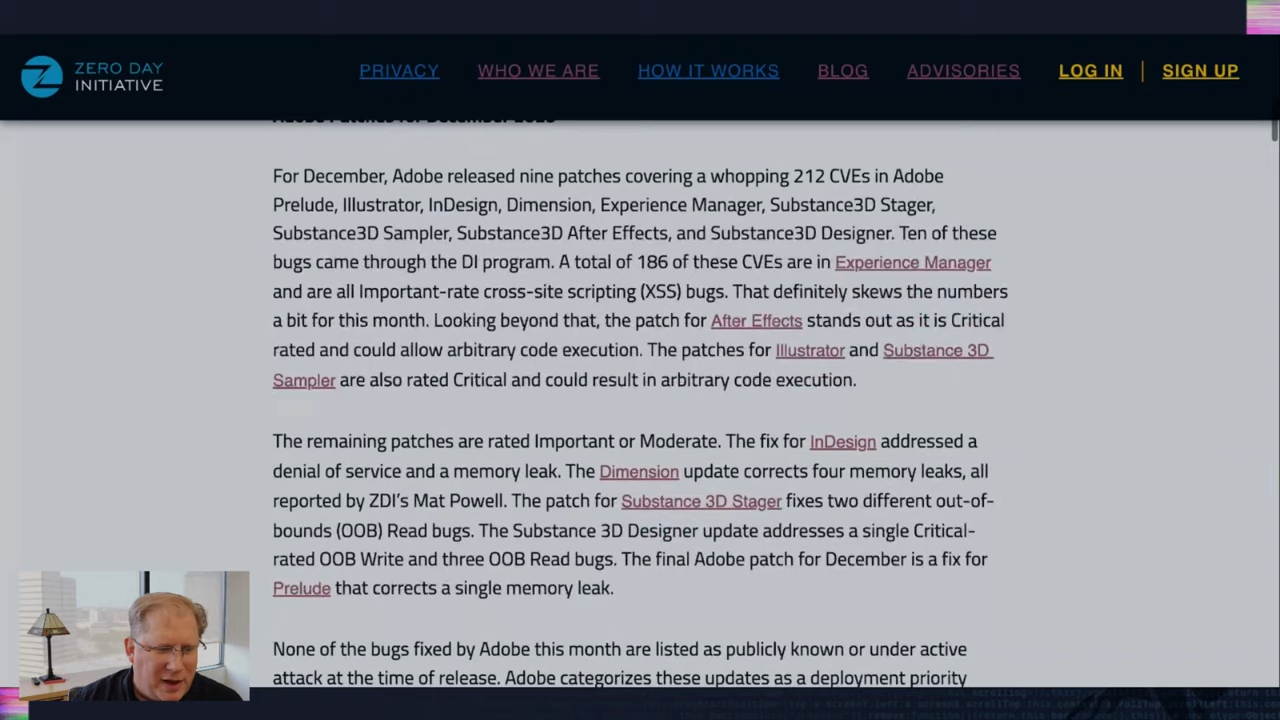 ZERO DAY
INITIATIVE
PRIVACY WHO WE ARE HOW IT WORKS BLOG ADVISORIES LOG IN SIGN UP
Adobe Patches for December 2023
For December, Adobe released nine patches covering a whopping 212 CVEs in Adobe
Prelude, Illustrator, InDesign, Dimension, Experience Manager, Substance3D Stager,
Substance3D Sampler, Substance3D After Effects, and Substance3D Designer. Ten of these
bugs came through the DI program. A total of 186 of these CVEs are in Experience Manager
and are all Important-rate cross-site scripting (XSS) bugs. That definitely skews the numbers
a bit for this month. Looking beyond that, the patch for After Effects stands out as it is Critical
rated and could allow arbitrary code execution. The patches for Illustrator and Substance 3D
Sampler are also rated Critical and could result in arbitrary code execution.
The remaining patches are rated Important or Moderate. The fix for InDesign addressed a
denial of service and a memory leak. The Dimension update corrects four memory leaks, all
reported by ZDI's Mat Powell. The patch for Substance 3D Stager fixes two different out-of-
bounds (OOB) Read bugs. The Substance 3D Designer update addresses a single Critical-
rated OOB Write and three OOB Read bugs. The final Adobe patch for December is a fix for
Prelude that corrects a single memory leak.
None of the bugs fixed by Adobe this month are listed as publicly known or under active
attack at the time of release. Adobe categorizes these updates as a deployment priority